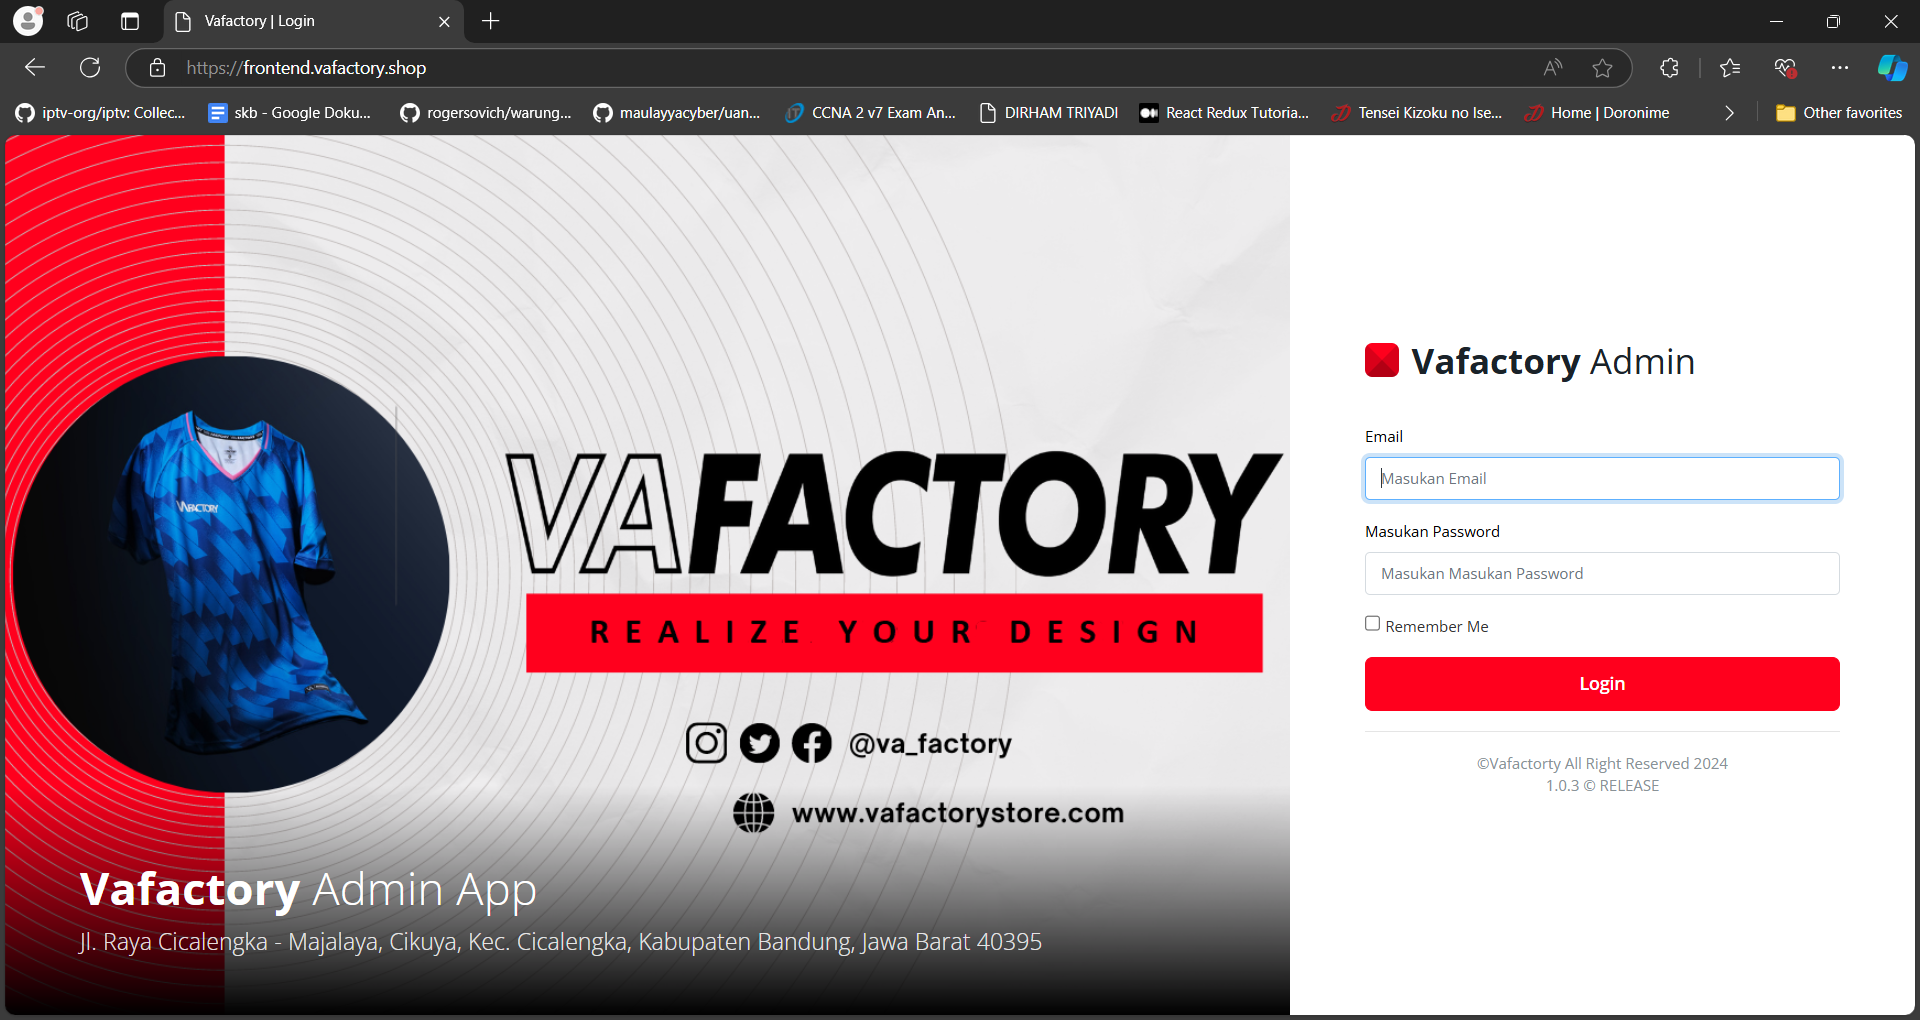 Vafactory | Login
https://frontend.vafactory.shop
iptv-org/iptv: Collec...
skb - Google Doku...
rogersovich/warung...
maulayyacyber/uan...
CCNA 2 v7 Exam An...
DIRHAM TRIYADI
React Redux Tutoria...
Tensei Kizoku no Ise...
Home | Doronime
Other favorites
VAFACTORY
VAFACTORY
REALIZE YOUR DESIGN
@va_factory
www.vafactorystore.com
Vafactory Admin App
Jl. Raya Cicalengka - Majalaya, Cikuya, Kec. Cicalengka, Kabupaten Bandung, Jawa Barat 40395
Vafactory Admin
Email
Masukan Email
Masukan Password
Masukan Masukan Password
Remember Me
Login
©Vafactorty All Right Reserved 2024
1.0.3 © RELEASE